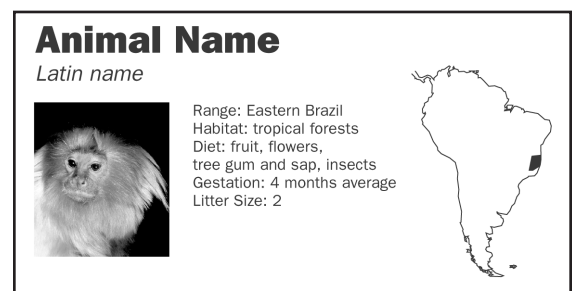 Animal Name
Latin name
Range: Eastern Brazil
Habitat: tropical forests
Diet: fruit, flowers,
tree gum and sap, insects
Gestation: 4 months average
Litter Size: 2